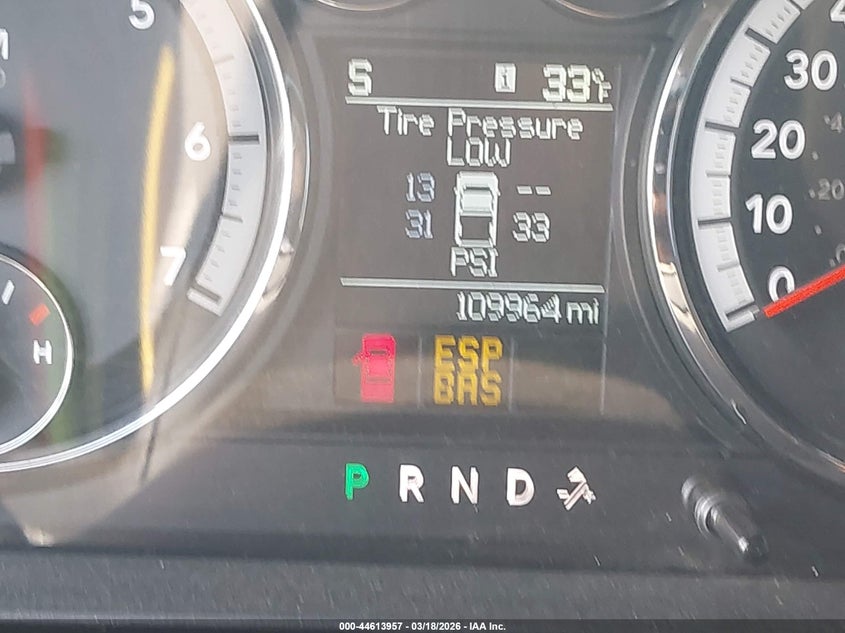 5
6
7
H
S i 33°F
Tire Pressure
LOW
13 --
31 33
PSI
109964 mi
ESP
BAS
P R N D
30
20
10
0
20
000-44613957 - 03/18/2026 - IAA Inc.